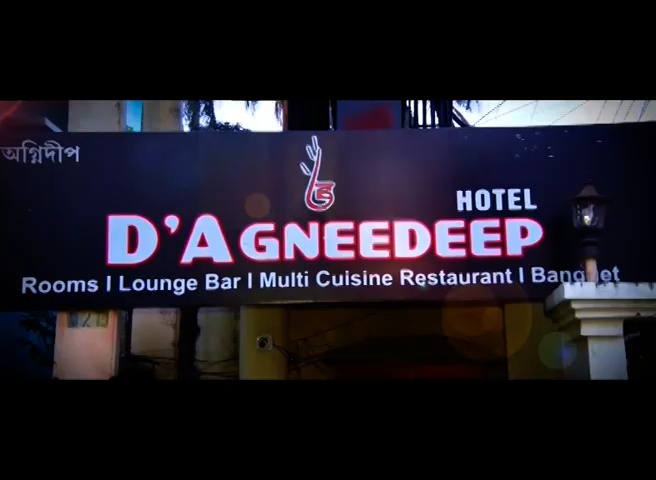 অগ্নিদীপ
HOTEL
D'AGNEEDEEP
Rooms I Lounge Bar I Multi Cuisine Restaurant I Banquet